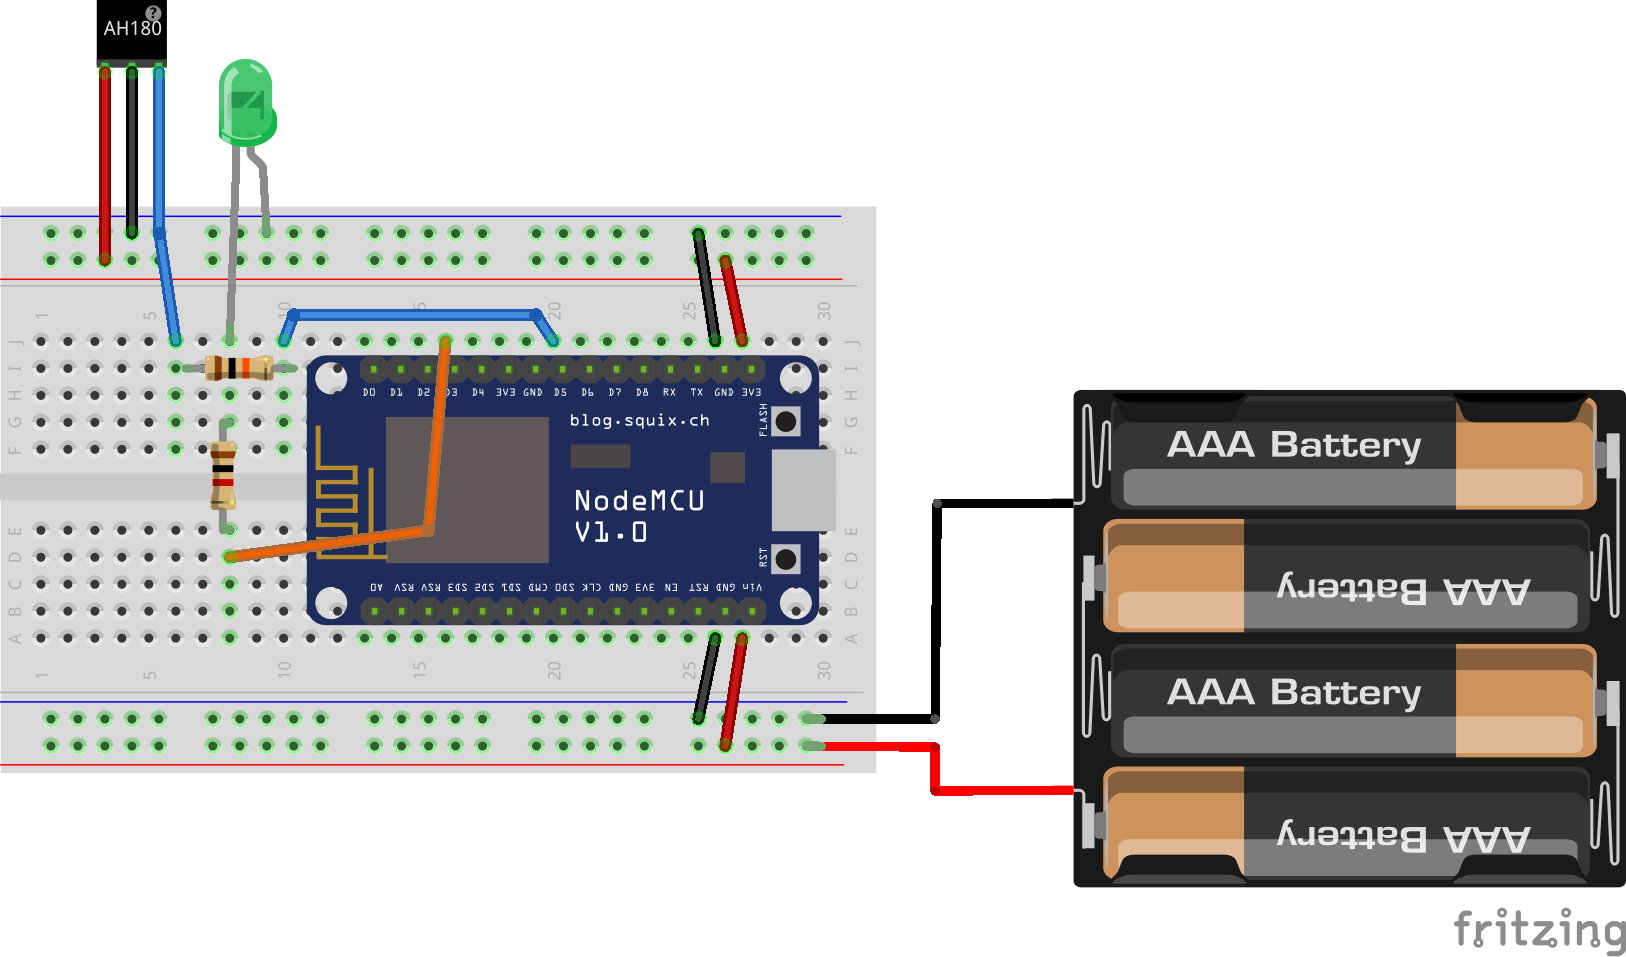 ?
AH180
1 5 10 15 20 25 30
J J
I I
D0 D1 D2 D3 D4 3V3 GND D5 D6 D7 D8 RX TX GND 3V3
H H
G blog.squix.ch FLASH G
F F
NodeMCU
V1.0
E E
D RST D
A0 RSV RSV SD3 SD2 SD1 CMD SD0 CLK GND 3V3 EN RST GND Vin
C C
B B
A A
1 5 10 15 20 25 30
AAA Battery
AAA Battery
AAA Battery
AAA Battery
fritzing